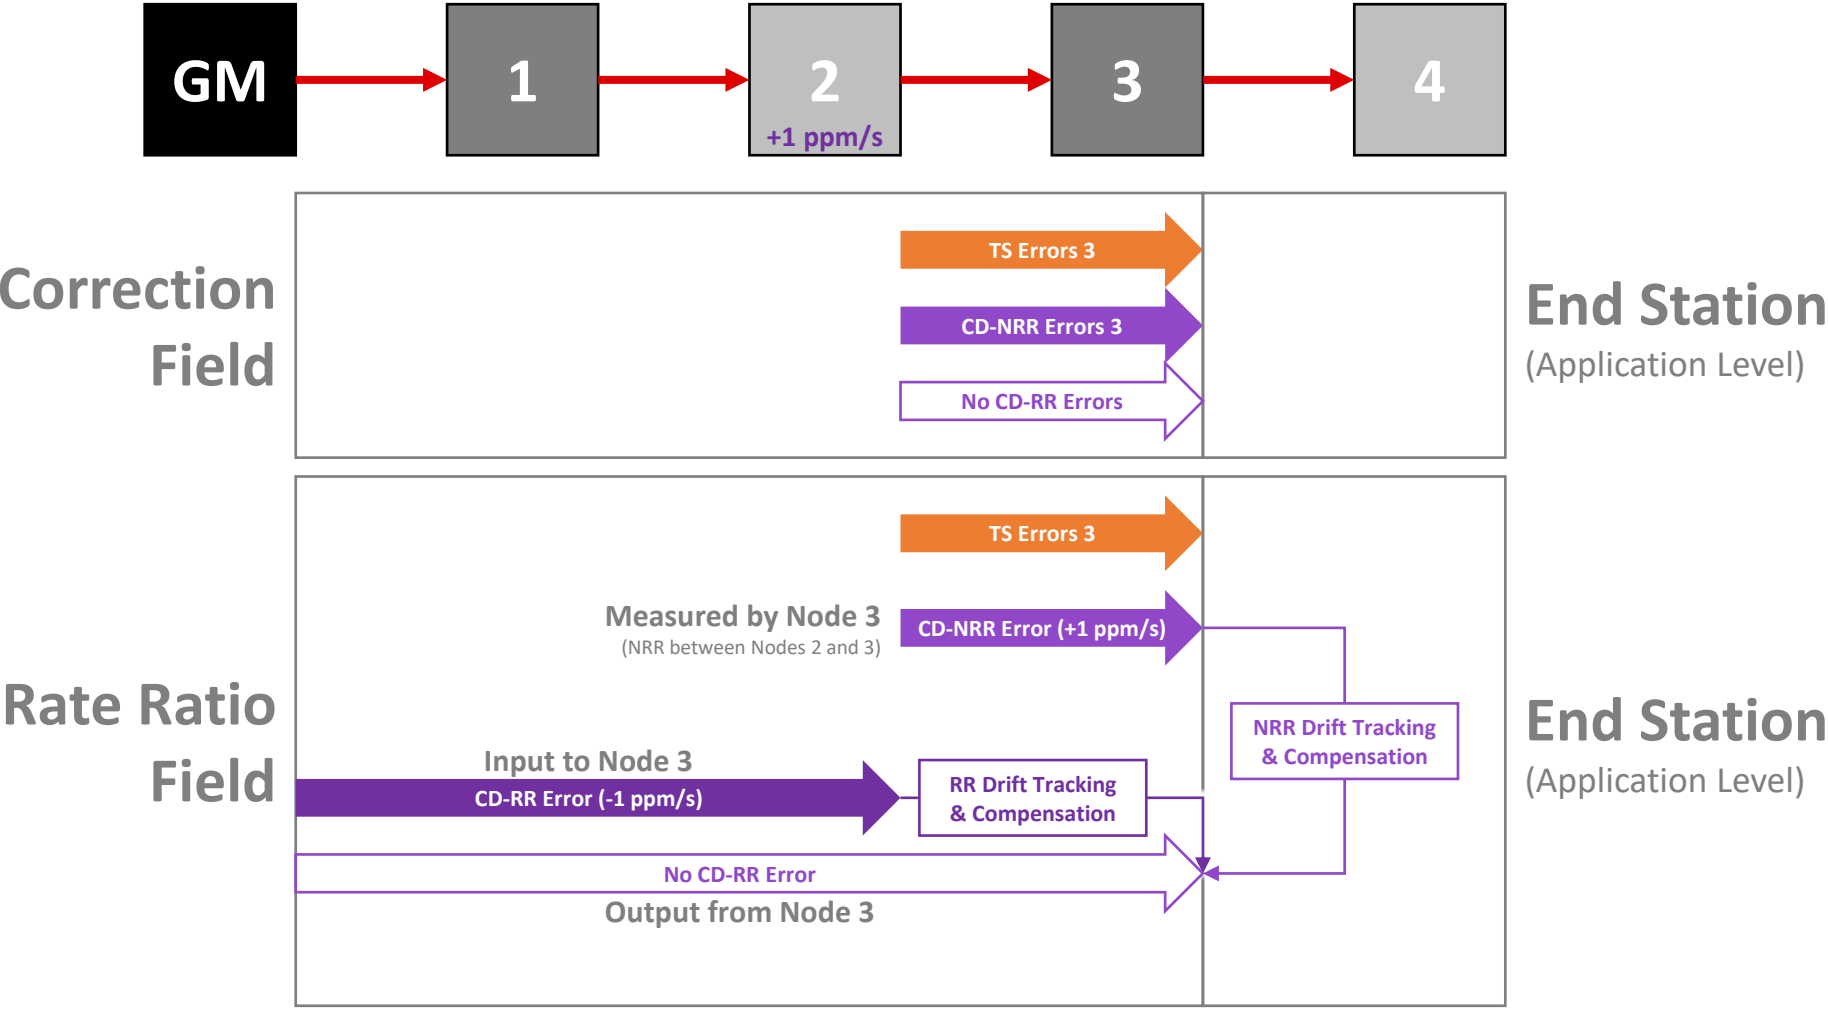 GM
1
2
+1 ppm/s
3
4
Correction
Field
TS Errors 3
CD-NRR Errors 3
No CD-RR Errors
End Station
(Application Level)
Rate Ratio
Field
TS Errors 3
Measured by Node 3
(NRR between Nodes 2 and 3)
CD-NRR Error (+1 ppm/s)
NRR Drift Tracking
& Compensation
Input to Node 3
CD-RR Error (-1 ppm/s)
RR Drift Tracking
& Compensation
No CD-RR Error
Output from Node 3
End Station
(Application Level)